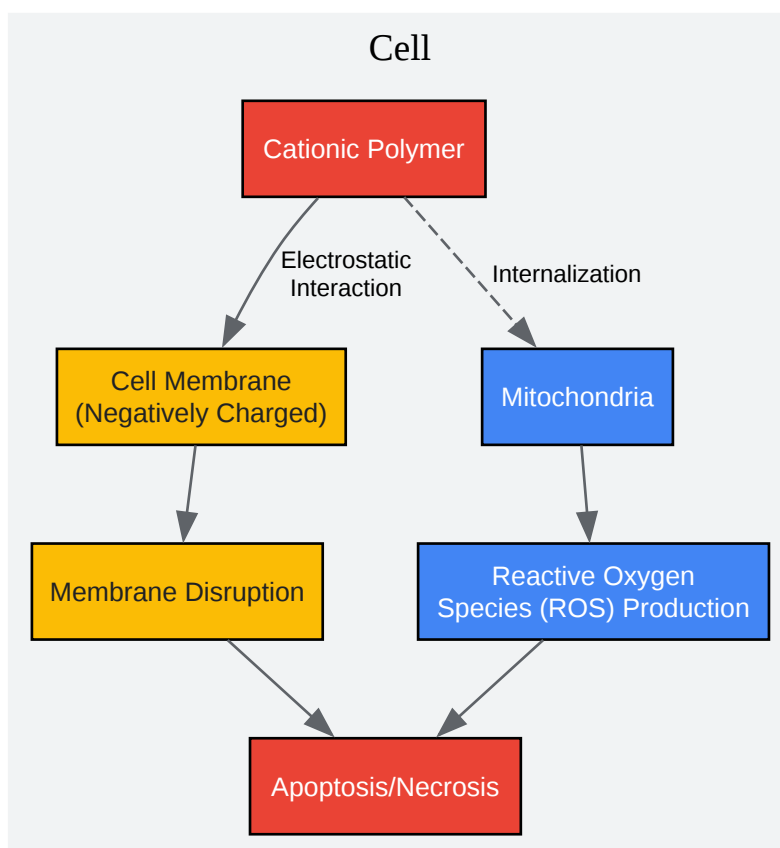 Cell
Cationic Polymer
Electrostatic
Interaction
Internalization
Cell Membrane
(Negatively Charged)
Mitochondria
Membrane Disruption
Reactive Oxygen
Species (ROS) Production
Apoptosis/Necrosis